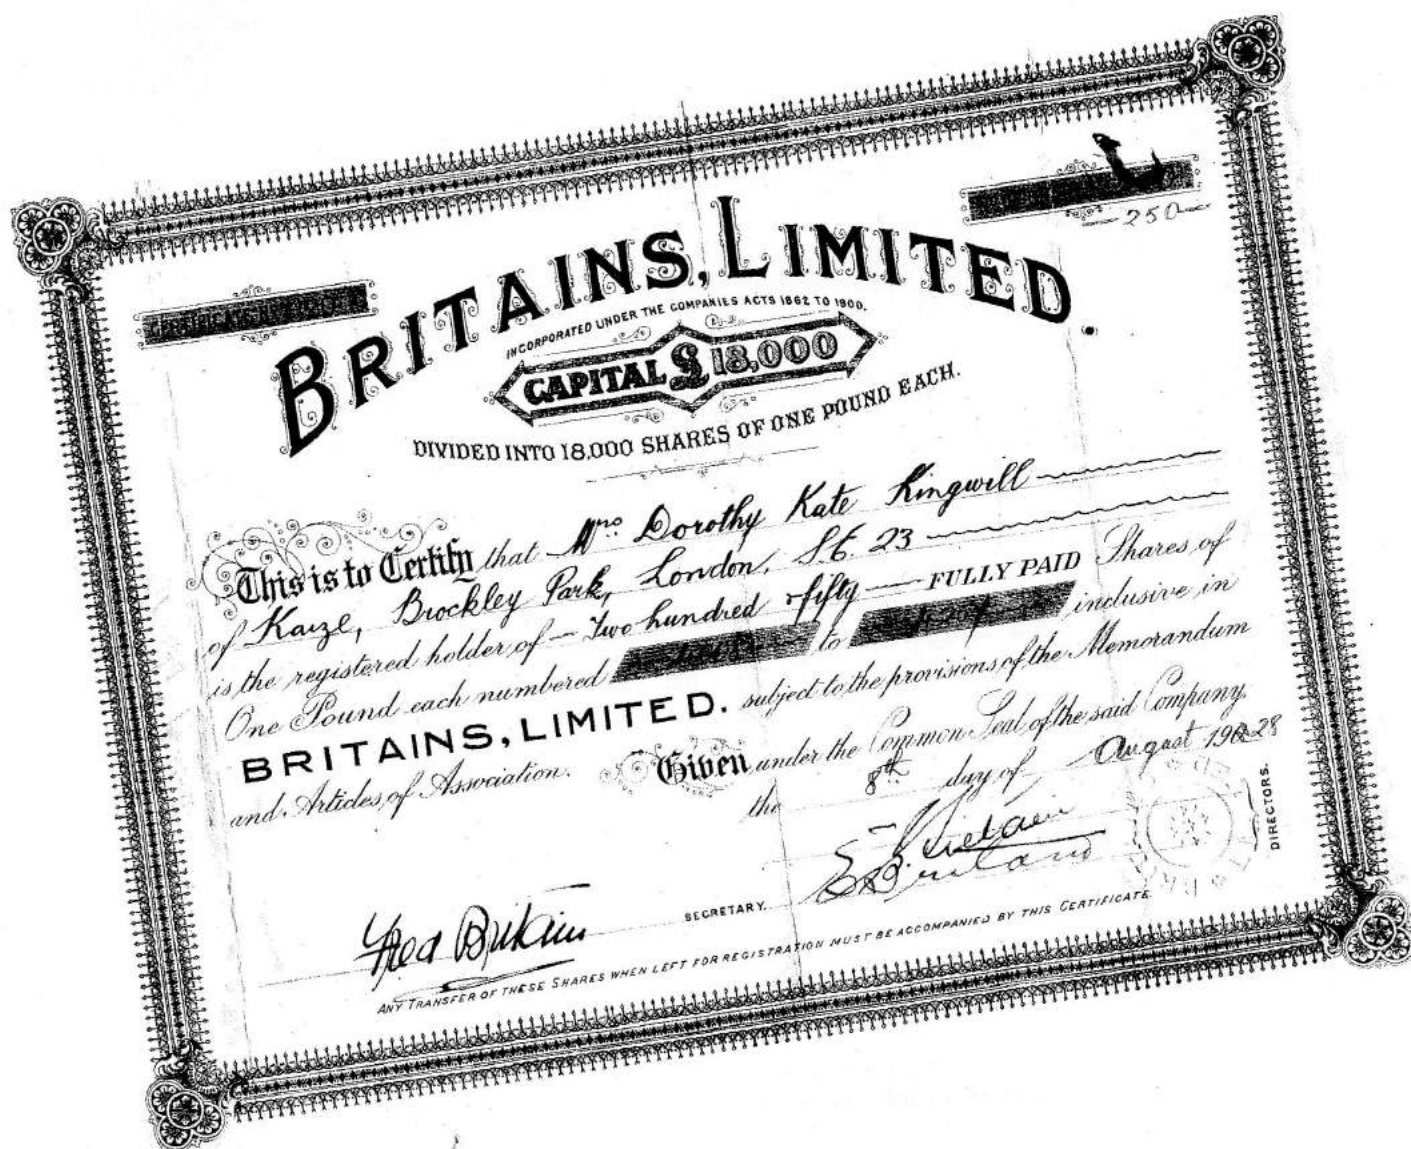 250
BRITAINS, LIMITED.
INCORPORATED UNDER THE COMPANIES ACTS 1862 TO 1900.
CAPITAL £18,000
DIVIDED INTO 18,000 SHARES OF ONE POUND EACH.
This is to Certify that Mrs. Dorothy Kate Kingwill
of Karze, Brockley Park, London, S.E. 23
is the registered holder of Two hundred & fifty FULLY PAID Shares of
One Pound each numbered to inclusive in
BRITAINS, LIMITED. subject to the provisions of the Memorandum
and Articles of Association. Given under the Common Seal of the said Company
the 8th day of August 1928
DIRECTORS.
Fred Britain SECRETARY.
ANY TRANSFER OF THESE SHARES WHEN LEFT FOR REGISTRATION MUST BE ACCOMPANIED BY THIS CERTIFICATE